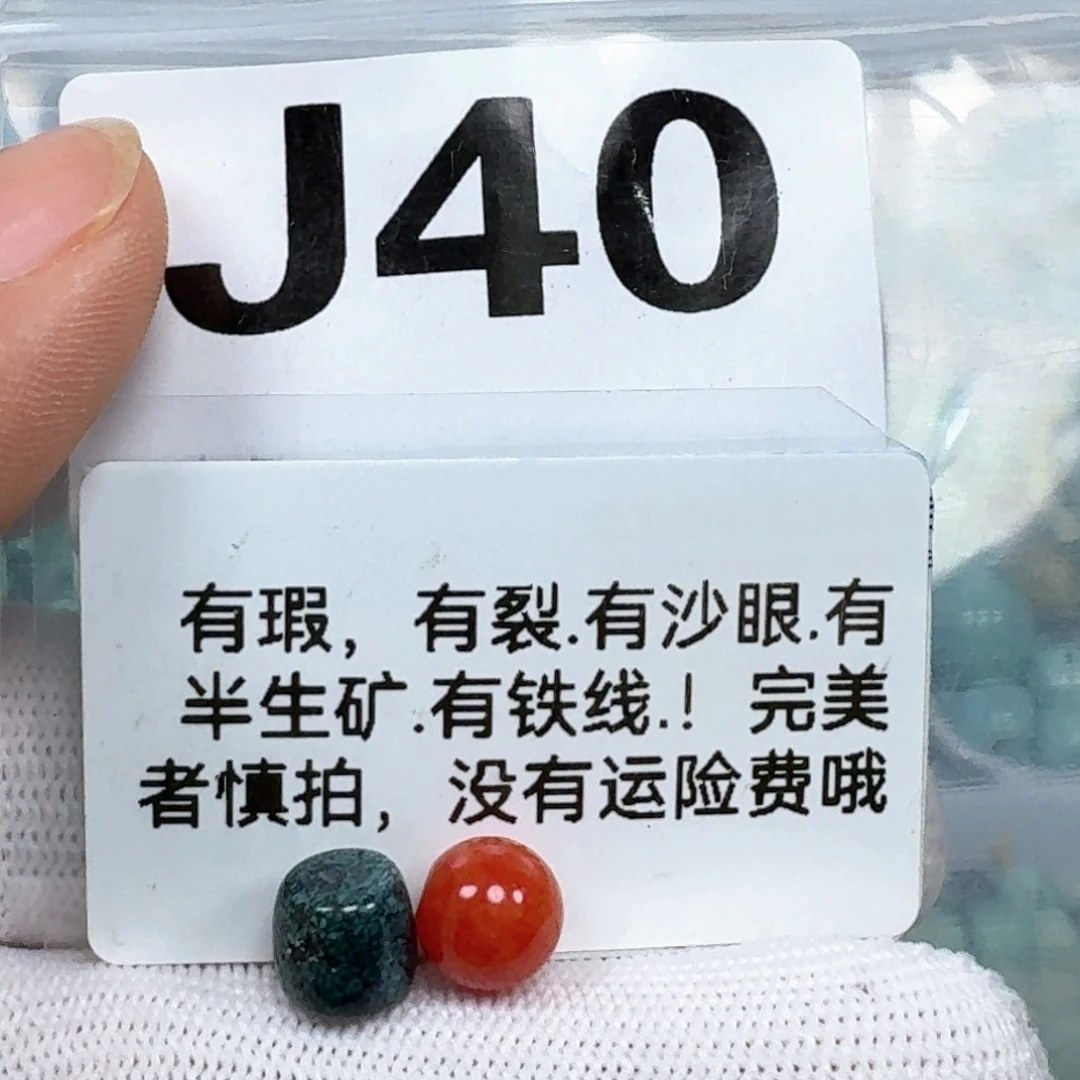 J40
有瑕，有裂.有沙眼.有
半生矿.有铁线.！完美
者慎拍，没有运险费哦